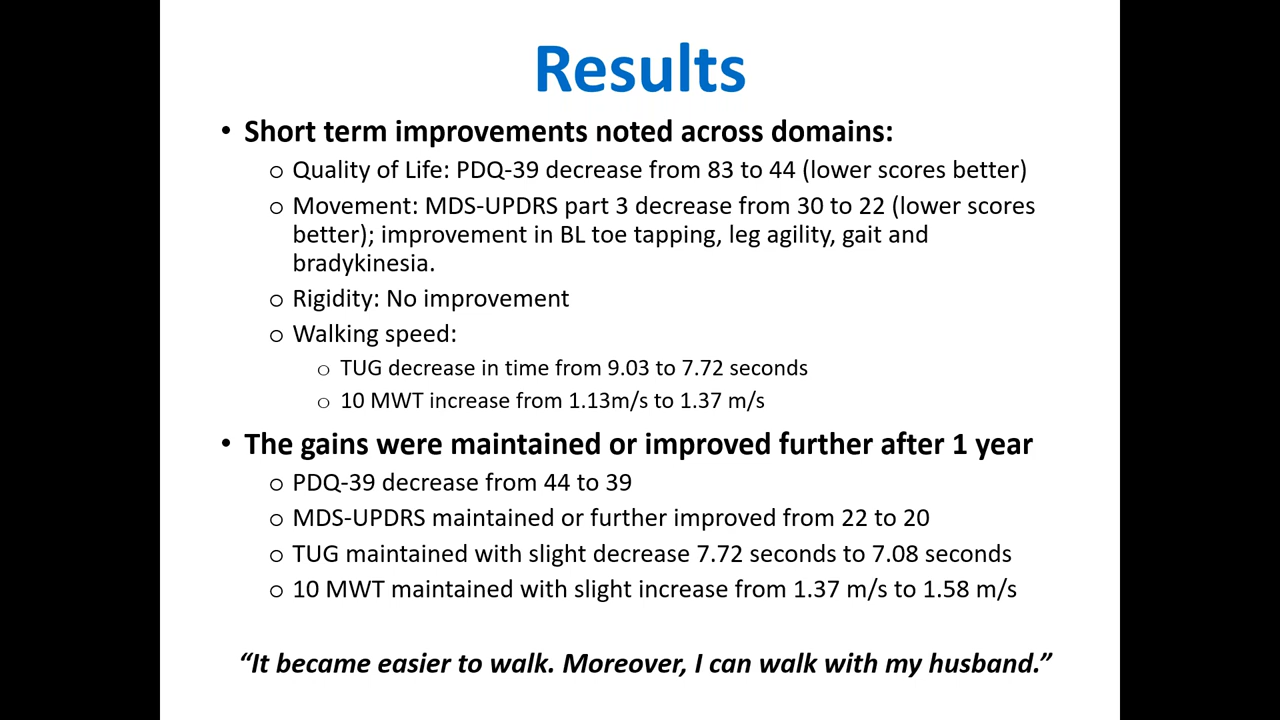 Results
• Short term improvements noted across domains:
o Quality of Life: PDQ-39 decrease from 83 to 44 (lower scores better)
o Movement: MDS-UPDRS part 3 decrease from 30 to 22 (lower scores
better); improvement in BL toe tapping, leg agility, gait and
bradykinesia.
o Rigidity: No improvement
o Walking speed:
o TUG decrease in time from 9.03 to 7.72 seconds
o 10 MWT increase from 1.13m/s to 1.37 m/s
• The gains were maintained or improved further after 1 year
o PDQ-39 decrease from 44 to 39
o MDS-UPDRS maintained or further improved from 22 to 20
o TUG maintained with slight decrease 7.72 seconds to 7.08 seconds
o 10 MWT maintained with slight increase from 1.37 m/s to 1.58 m/s
“It became easier to walk. Moreover, I can walk with my husband.”